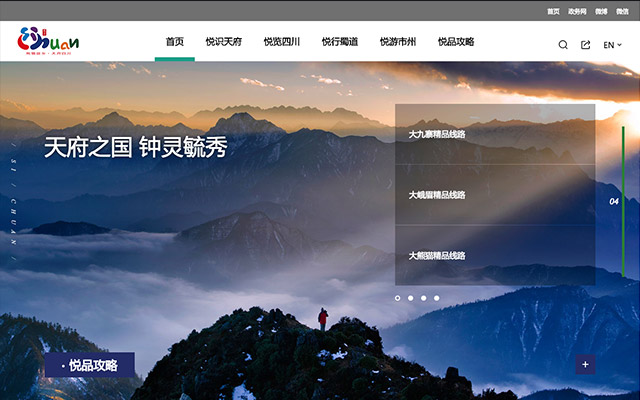 首页 政务网 微博 微信
首页 悦识天府 悦览四川 悦行蜀道 悦游市州 悦品攻略 EN
天府之国 钟灵毓秀
大九寨精品线路
大峨眉精品线路
大熊猫精品线路
04
/ SI / CHUAN /
· 悦品攻略
+